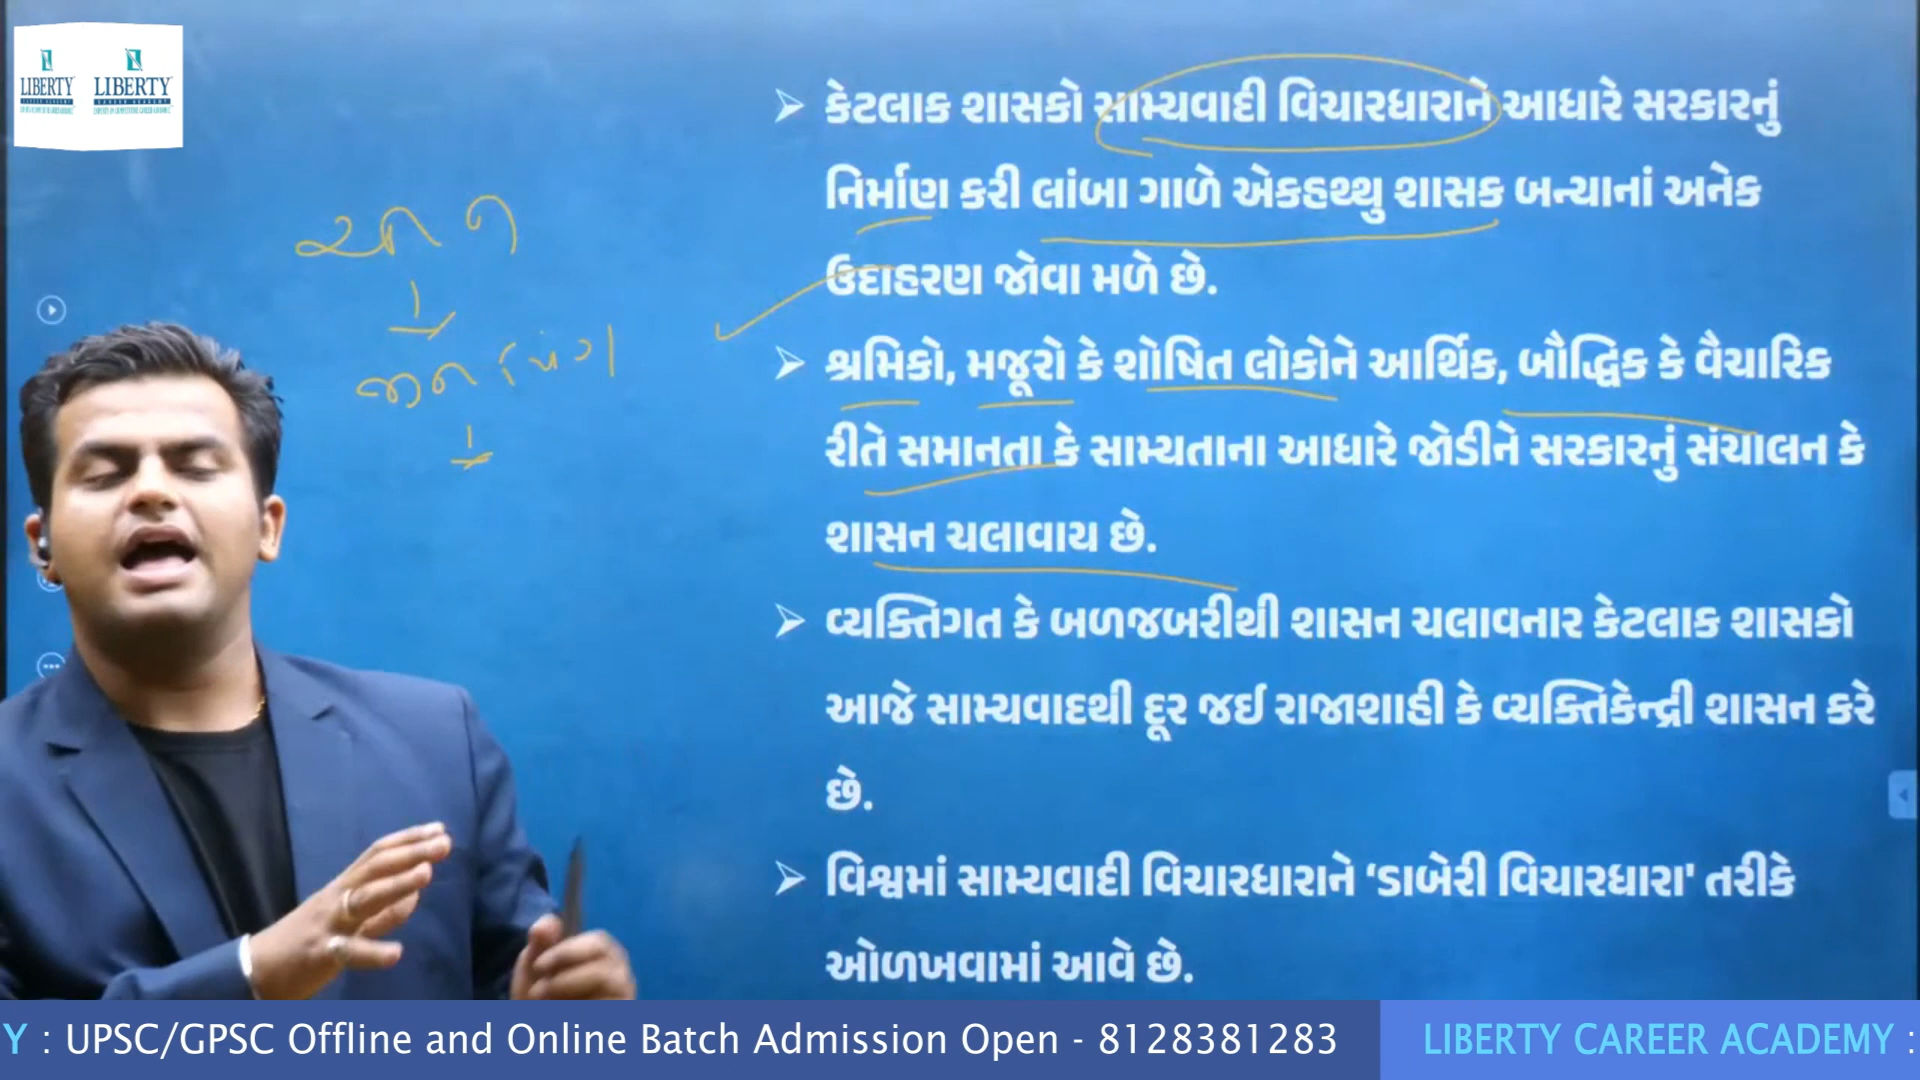 LIBERTY LIBERTY
કેટલાક શાસકો સામ્યવાદી વિચારધારાને આધારે સરકારનું
નિર્માણ કરી લાંબા ગાળે એકહથ્થુ શાસક બન્યાનાં અનેક
ઉદાહરણ જોવા મળે છે.
શ્રમિકો, મજૂરો કે શોષિત લોકોને આર્થિક, બૌદ્ધિક કે વૈચારિક
રીતે સમાનતા કે સામ્યતાના આધારે જોડીને સરકારનું સંચાલન કે
શાસન ચલાવાય છે.
વ્યક્તિગત કે બળજબરીથી શાસન ચલાવનાર કેટલાક શાસકો
આજે સામ્યવાદથી દૂર જઈ રાજાશાહી કે વ્યક્તિકેન્દ્રી શાસન કરે
છે.
વિશ્વમાં સામ્યવાદી વિચારધારાને ‘ડાબેરી વિચારધારા' તરીકે
ઓળખવામાં આવે છે.
Y : UPSC/GPSC Offline and Online Batch Admission Open - 8128381283 LIBERTY CAREER ACADEMY :